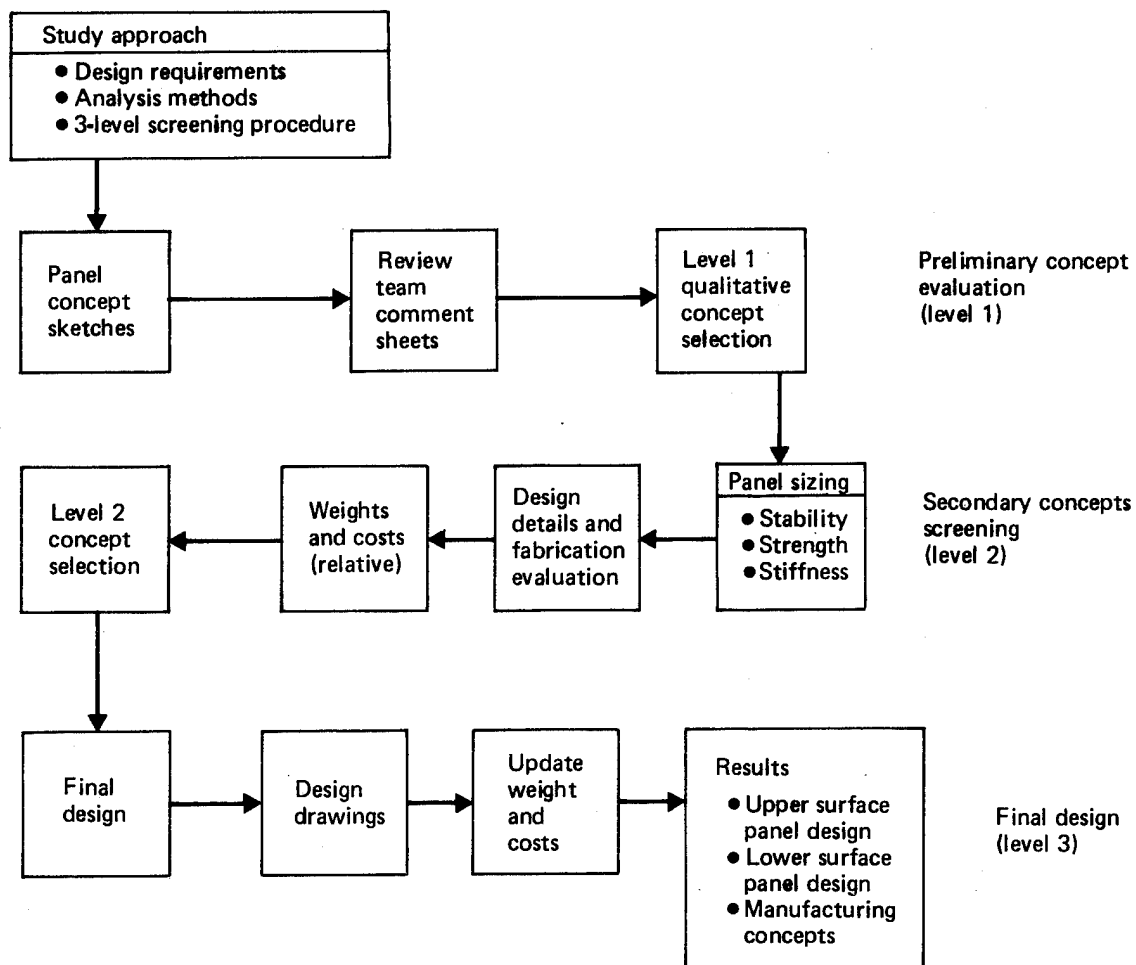 Study approach
● Design requirements
● Analysis methods
● 3-level screening procedure
Panel
concept
sketches
Review
team
comment
sheets
Level 1
qualitative
concept
selection
Preliminary concept
evaluation
(level 1)
Panel sizing
● Stability
● Strength
● Stiffness
Design
details and
fabrication
evaluation
Weights
and costs
(relative)
Level 2
concept
selection
Secondary concepts
screening
(level 2)
Final
design
Design
drawings
Update
weight
and
costs
Results
● Upper surface
panel design
● Lower surface
panel design
● Manufacturing
concepts
Final design
(level 3)